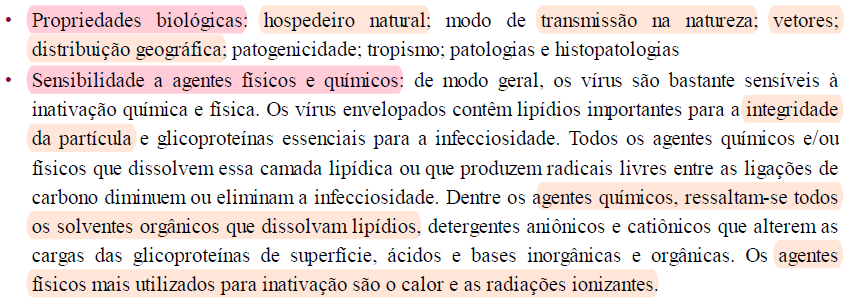 • Propriedades biológicas: hospedeiro natural; modo de transmissão na natureza; vetores;
distribuição geográfica; patogenicidade; tropismo; patologias e histopatologias
• Sensibilidade a agentes físicos e químicos: de modo geral, os vírus são bastante sensíveis à
inativação química e física. Os vírus envelopados contêm lipídios importantes para a integridade
da partícula e glicoproteínas essenciais para a infecciosidade. Todos os agentes químicos e/ou
físicos que dissolvem essa camada lipídica ou que produzem radicais livres entre as ligações de
carbono diminuem ou eliminam a infecciosidade. Dentre os agentes químicos, ressaltam-se todos
os solventes orgânicos que dissolvam lipídios, detergentes aniônicos e catiônicos que alterem as
cargas das glicoproteínas de superfície, ácidos e bases inorgânicas e orgânicas. Os agentes
físicos mais utilizados para inativação são o calor e as radiações ionizantes.